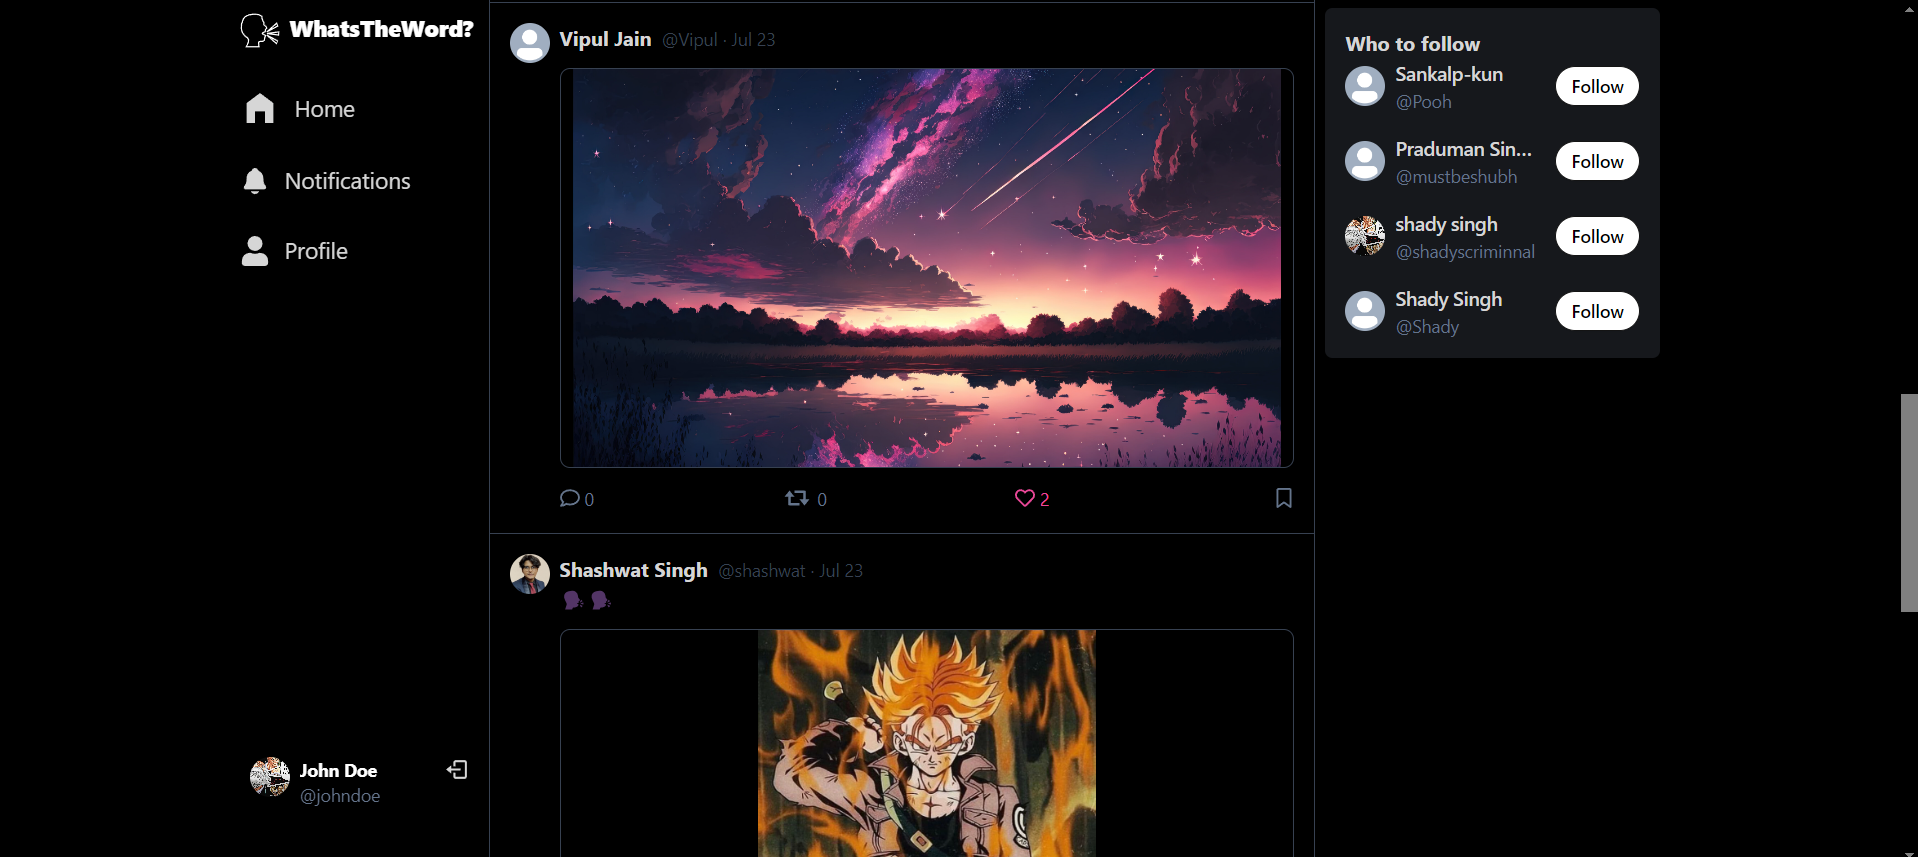 WhatsTheWord?
Home
Notifications
Profile
John Doe
@johndoe
Vipul Jain @Vipul · Jul 23
0
0
2
Shashwat Singh @shashwat · Jul 23
🗣️🗣️
Who to follow
Sankalp-kun
@Pooh
Follow
Praduman Sin...
@mustbeshubh
Follow
shady singh
@shadyscriminnal
Follow
Shady Singh
@Shady
Follow